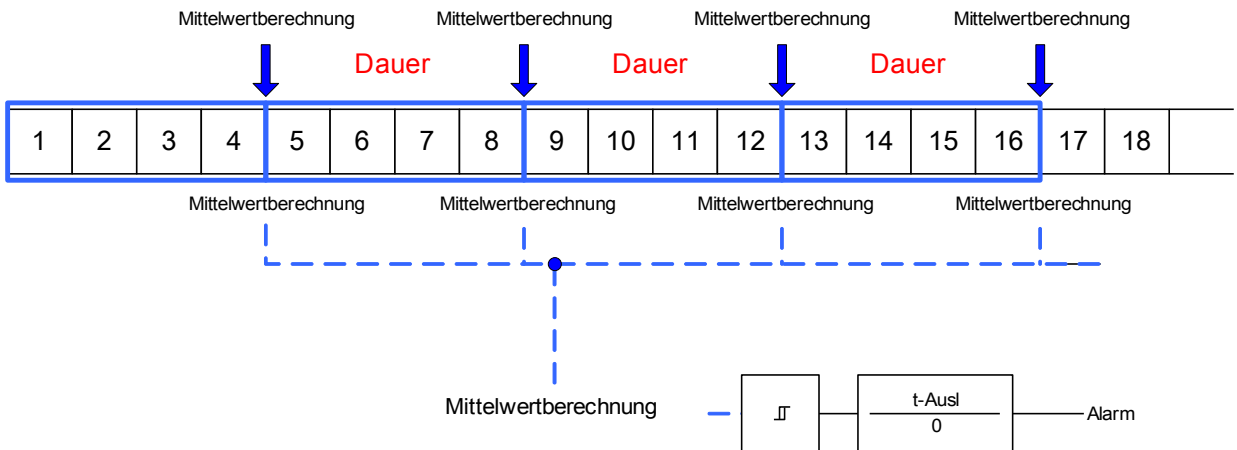 Mittelwertberechnung Mittelwertberechnung Mittelwertberechnung Mittelwertberechnung
Dauer Dauer Dauer
1 2 3 4 5 6 7 8 9 10 11 12 13 14 15 16 17 18
Mittelwertberechnung Mittelwertberechnung Mittelwertberechnung Mittelwertberechnung
Mittelwertberechnung
t-Ausl
0
Alarm